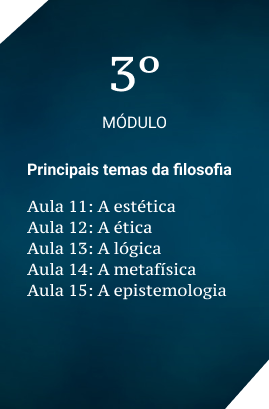 3º
MÓDULO
Principais temas da filosofia
Aula 11: A estética
Aula 12: A ética
Aula 13: A lógica
Aula 14: A metafísica
Aula 15: A epistemologia